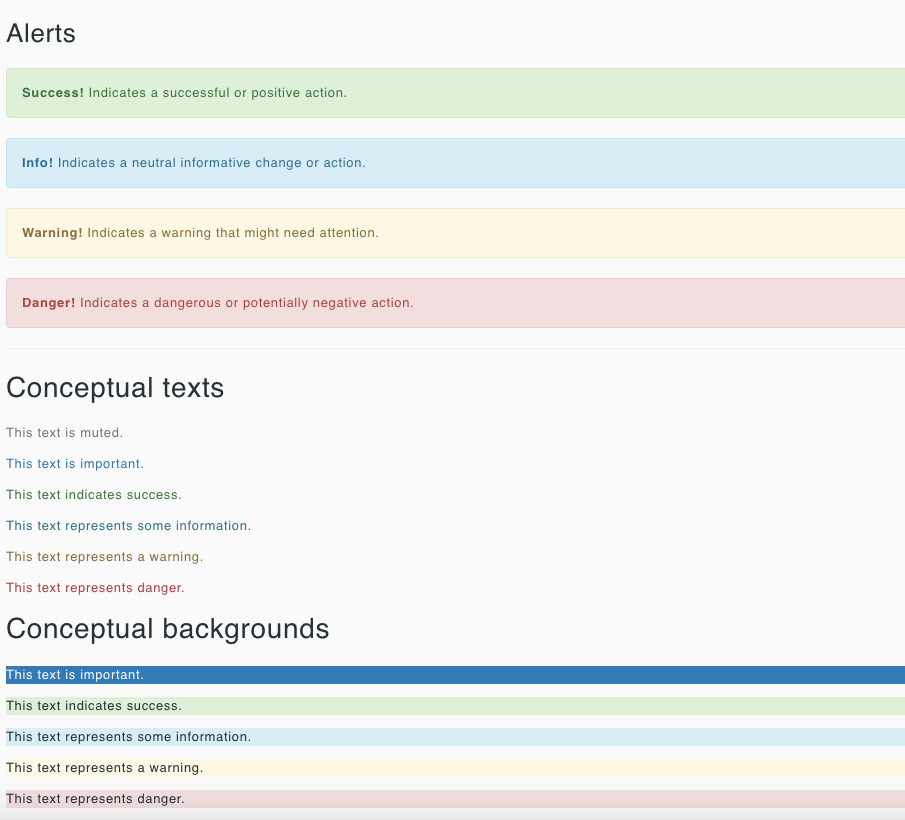 Alerts
Success! Indicates a successful or positive action.
Info! Indicates a neutral informative change or action.
Warning! Indicates a warning that might need attention.
Danger! Indicates a dangerous or potentially negative action.
Conceptual texts
This text is muted.
This text is important.
This text indicates success.
This text represents some information.
This text represents a warning.
This text represents danger.
Conceptual backgrounds
This text is important.
This text indicates success.
This text represents some information.
This text represents a warning.
This text represents danger.